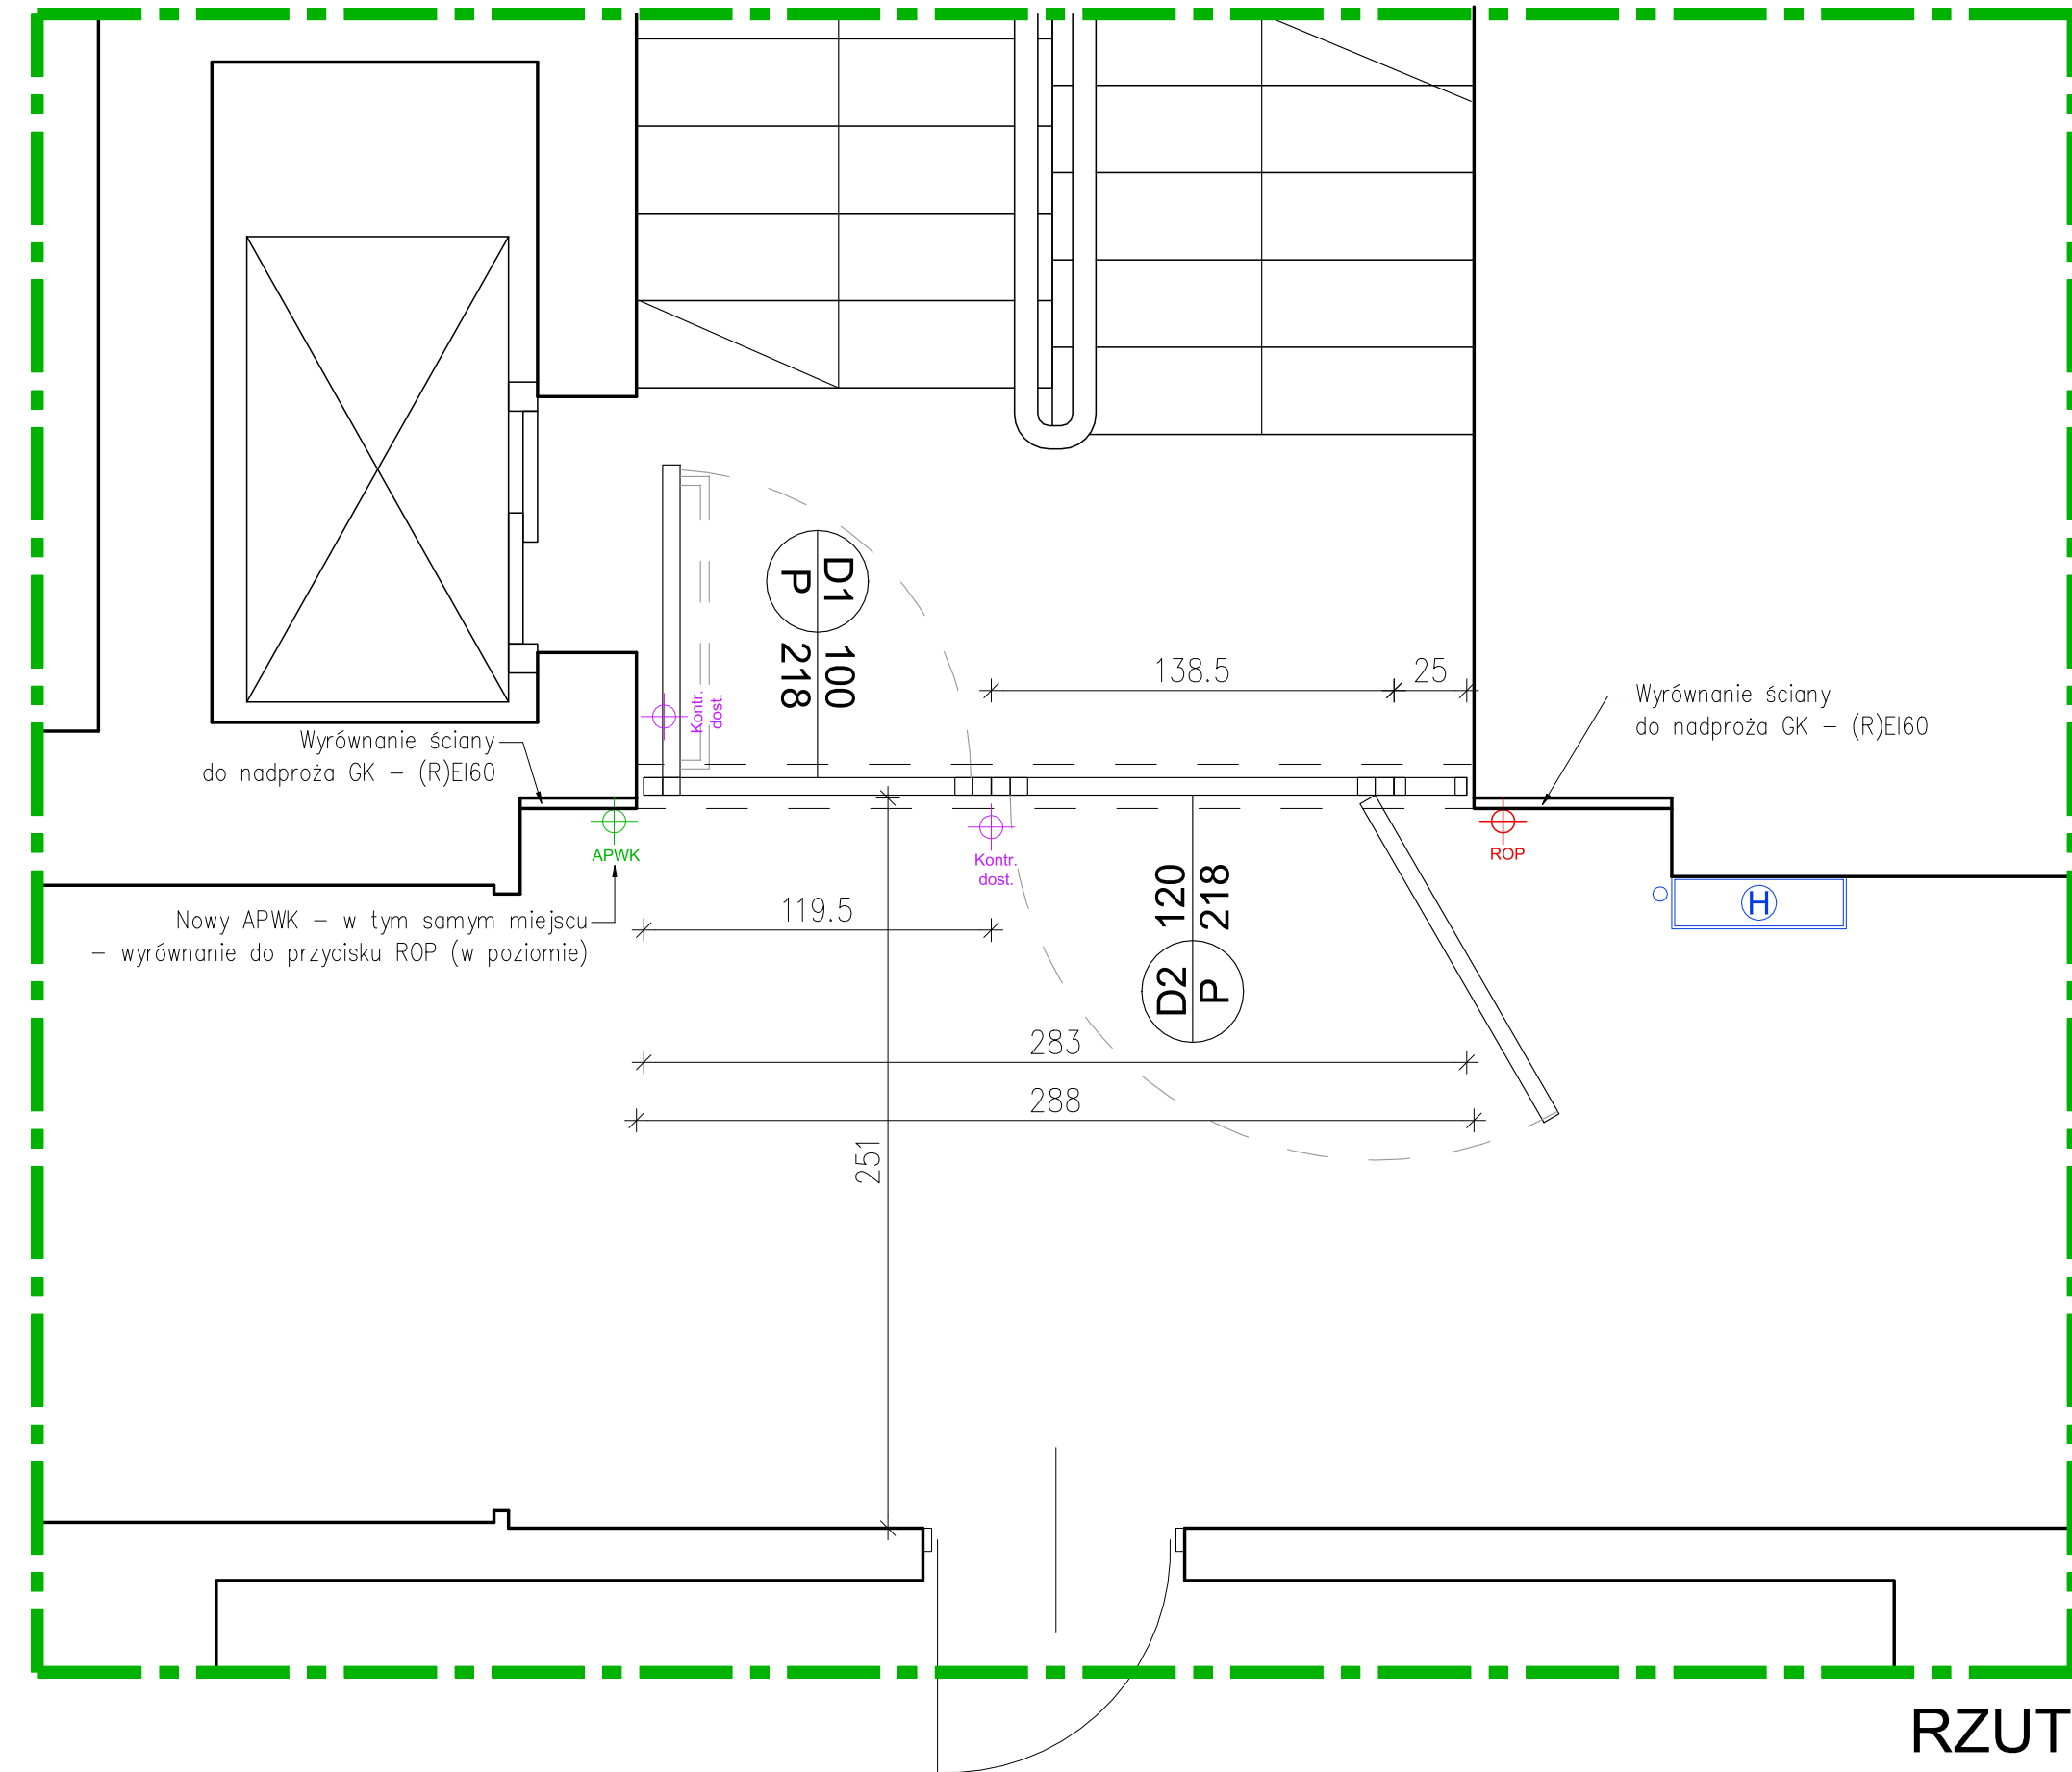 D1
P
100
218
138.5
25
Kontr.
dost.
Wyrównanie ściany
do nadproża GK – (R)EI60
Wyrównanie ściany
do nadproża GK – (R)EI60
APWK
Kontr.
dost.
ROP
H
Nowy APWK – w tym samym miejscu
– wyrównanie do przycisku ROP (w poziomie)
119.5
120
218
D2
P
283
288
251
RZUT